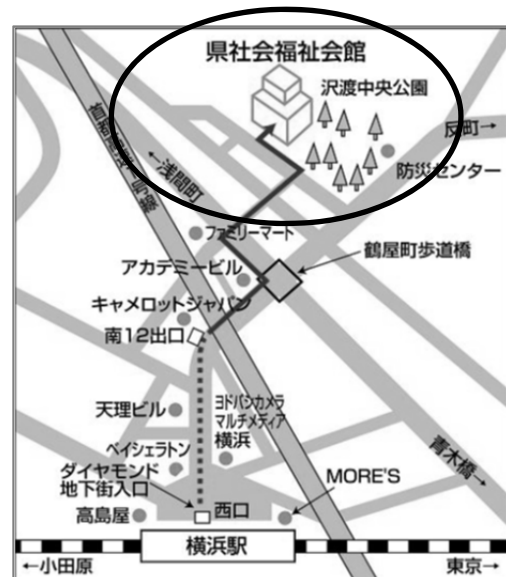 県社会福祉会館
沢渡中央公園
反町→
←浅間町
防災センター
ファミリーマート
鶴屋町歩道橋
アカデミービル
キャメロットジャパン
南12出口
天理ビル
ヨドバシカメラ
マルチメディア
横浜
ベイシェラトン
ダイヤモンド
地下街入口
青木橋→
MORE'S
高島屋
西口
横浜駅
←小田原
東京→